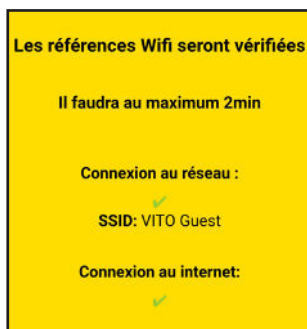 Les références Wifi seront vérifiées
Il faudra au maximum 2min
Connexion au réseau :
✓
SSID: VITO Guest
Connexion au internet:
✓